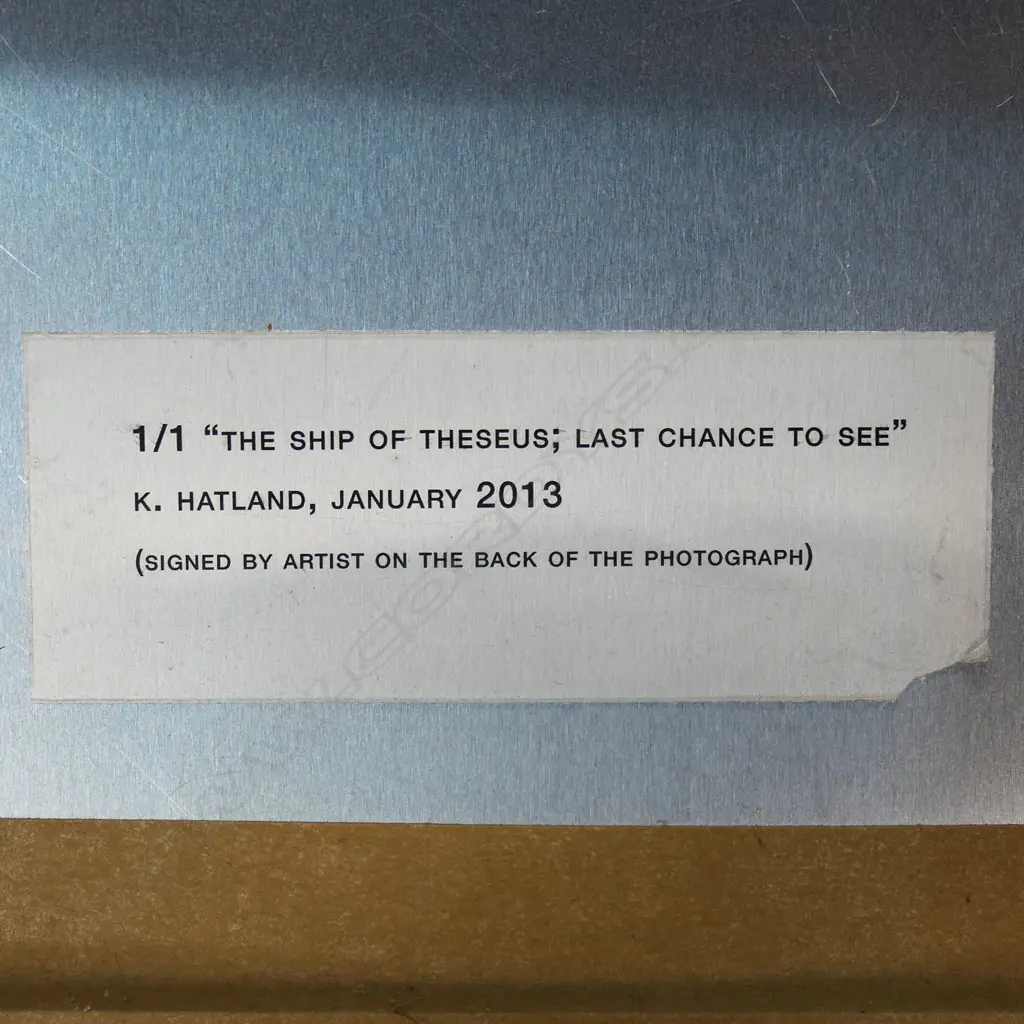 1/1 “THE SHIP OF THESEUS; LAST CHANCE TO SEE”
K. HATLAND, JANUARY 2013
(SIGNED BY ARTIST ON THE BACK OF THE PHOTOGRAPH)